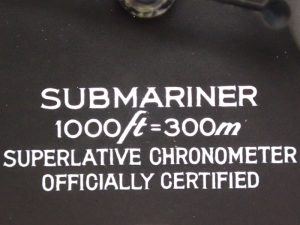 SUBMARINER
1000ft=300m
SUPERLATIVE CHRONOMETER
OFFICIALLY CERTIFIED